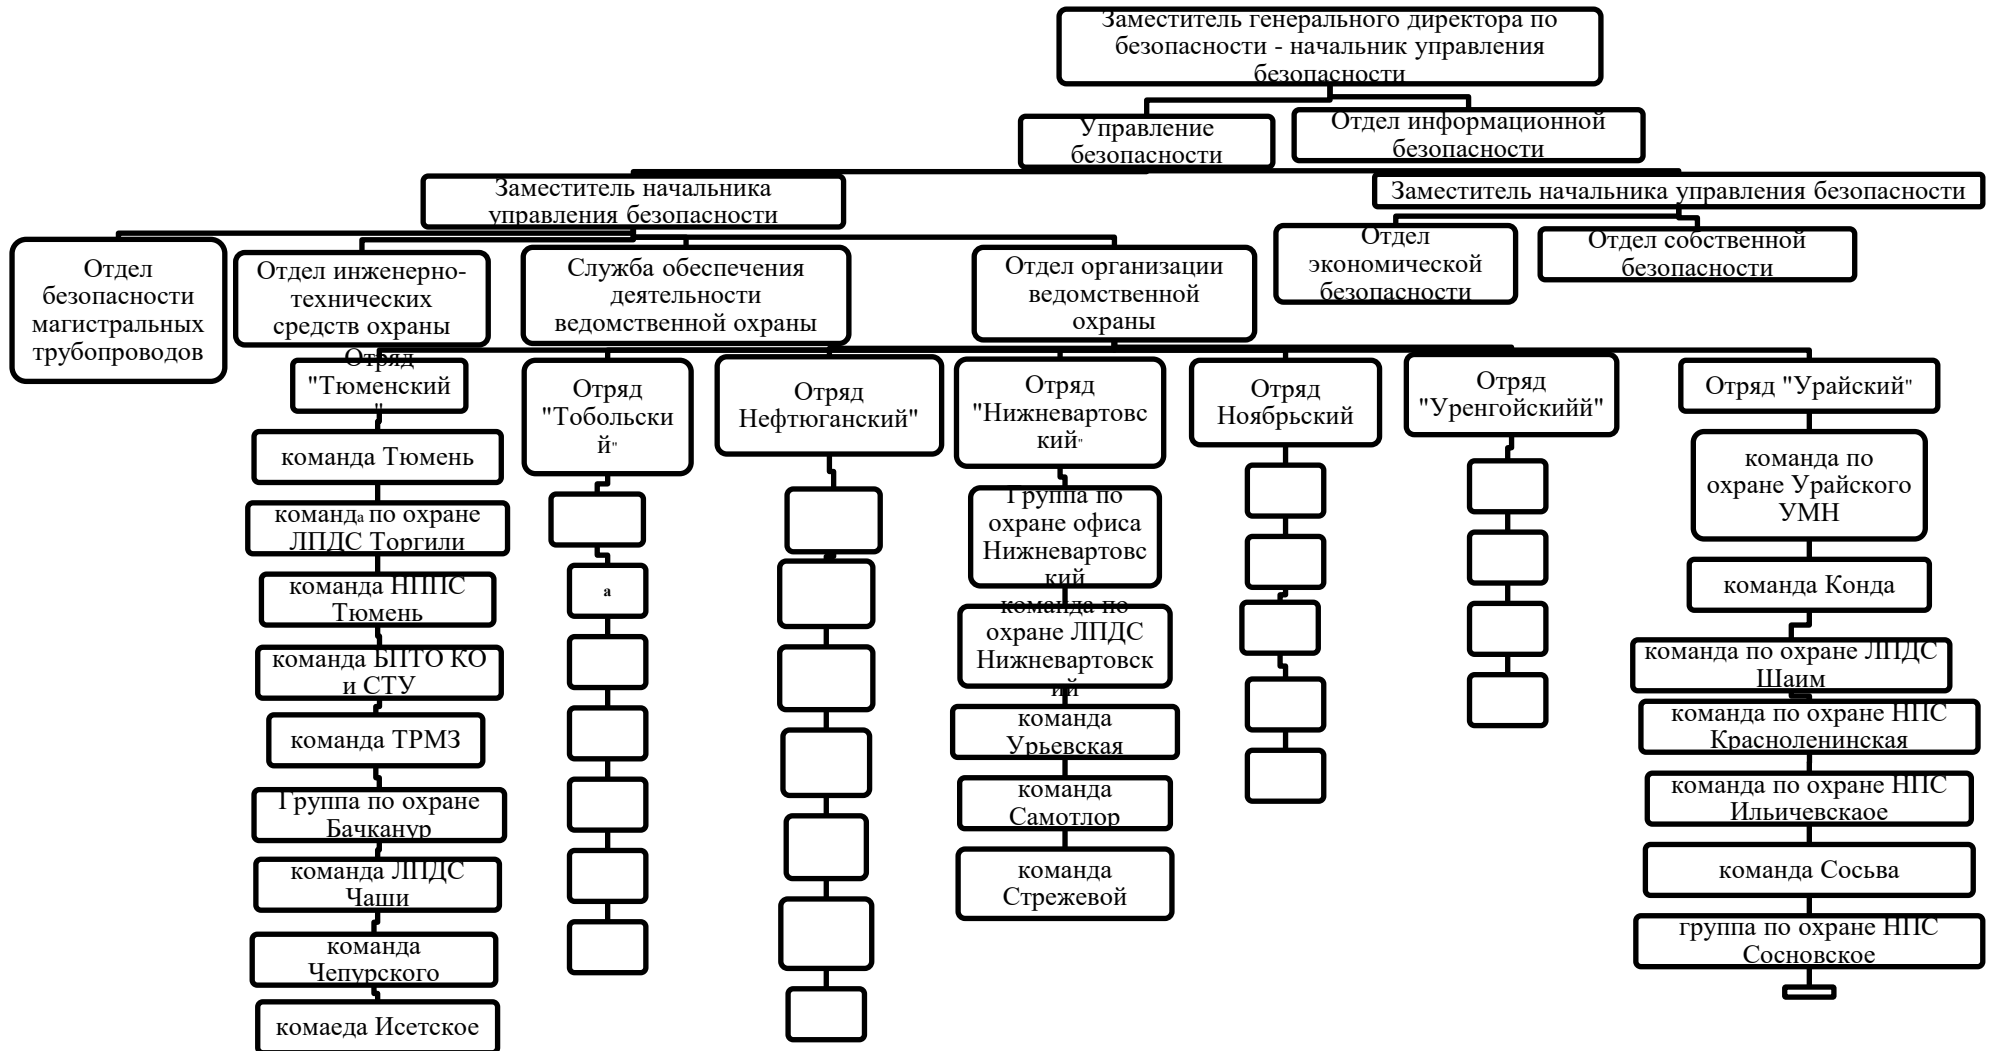 Заместитель генерального директора по
безопасности - начальник управления
безопасности
Управление
безопасности
Отдел информационной
безопасности
Заместитель начальника
управления безопасности
Заместитель начальника управления безопасности
Отдел
безопасности
магистральных
трубопроводов
Отдел инженерно-
технических
средств охраны
Служба обеспечения
деятельности
ведомственной охраны
Отдел организации
ведомственной
охраны
Отдел
экономической
безопасности
Отдел собственной
безопасности
Отряд
"Тюменский
"
команда Тюмень
команда по охране
ЛПДС Торгили
команда НППС
Тюмень
команда БПТО КО
и СТУ
команда ТРМЗ
Группа по охране
Бачканур
команда ЛПДС
Чаши
команда
Чепурского
комаеда Исетское
Отряд
"Тобольски
й"
а
Отряд
Нефтюганский"
Отряд
"Нижневартовс
кий"
Группа по
охране офиса
Нижневартовс
кий
команда по
охране ЛПДС
Нижневартовск
ий
команда
Урьевская
команда
Самотлор
команда
Стрежевой
Отряд
Ноябрьский
Отряд
"Уренгойскийй"
Отряд "Урайский"
команда по
охране Урайского
УМН
команда Конда
команда по охране ЛПДС
Шаим
команда по охране НПС
Красноленинская
команда по охране НПС
Ильичевскаое
команда Сосьва
группа по охране НПС
Сосновское